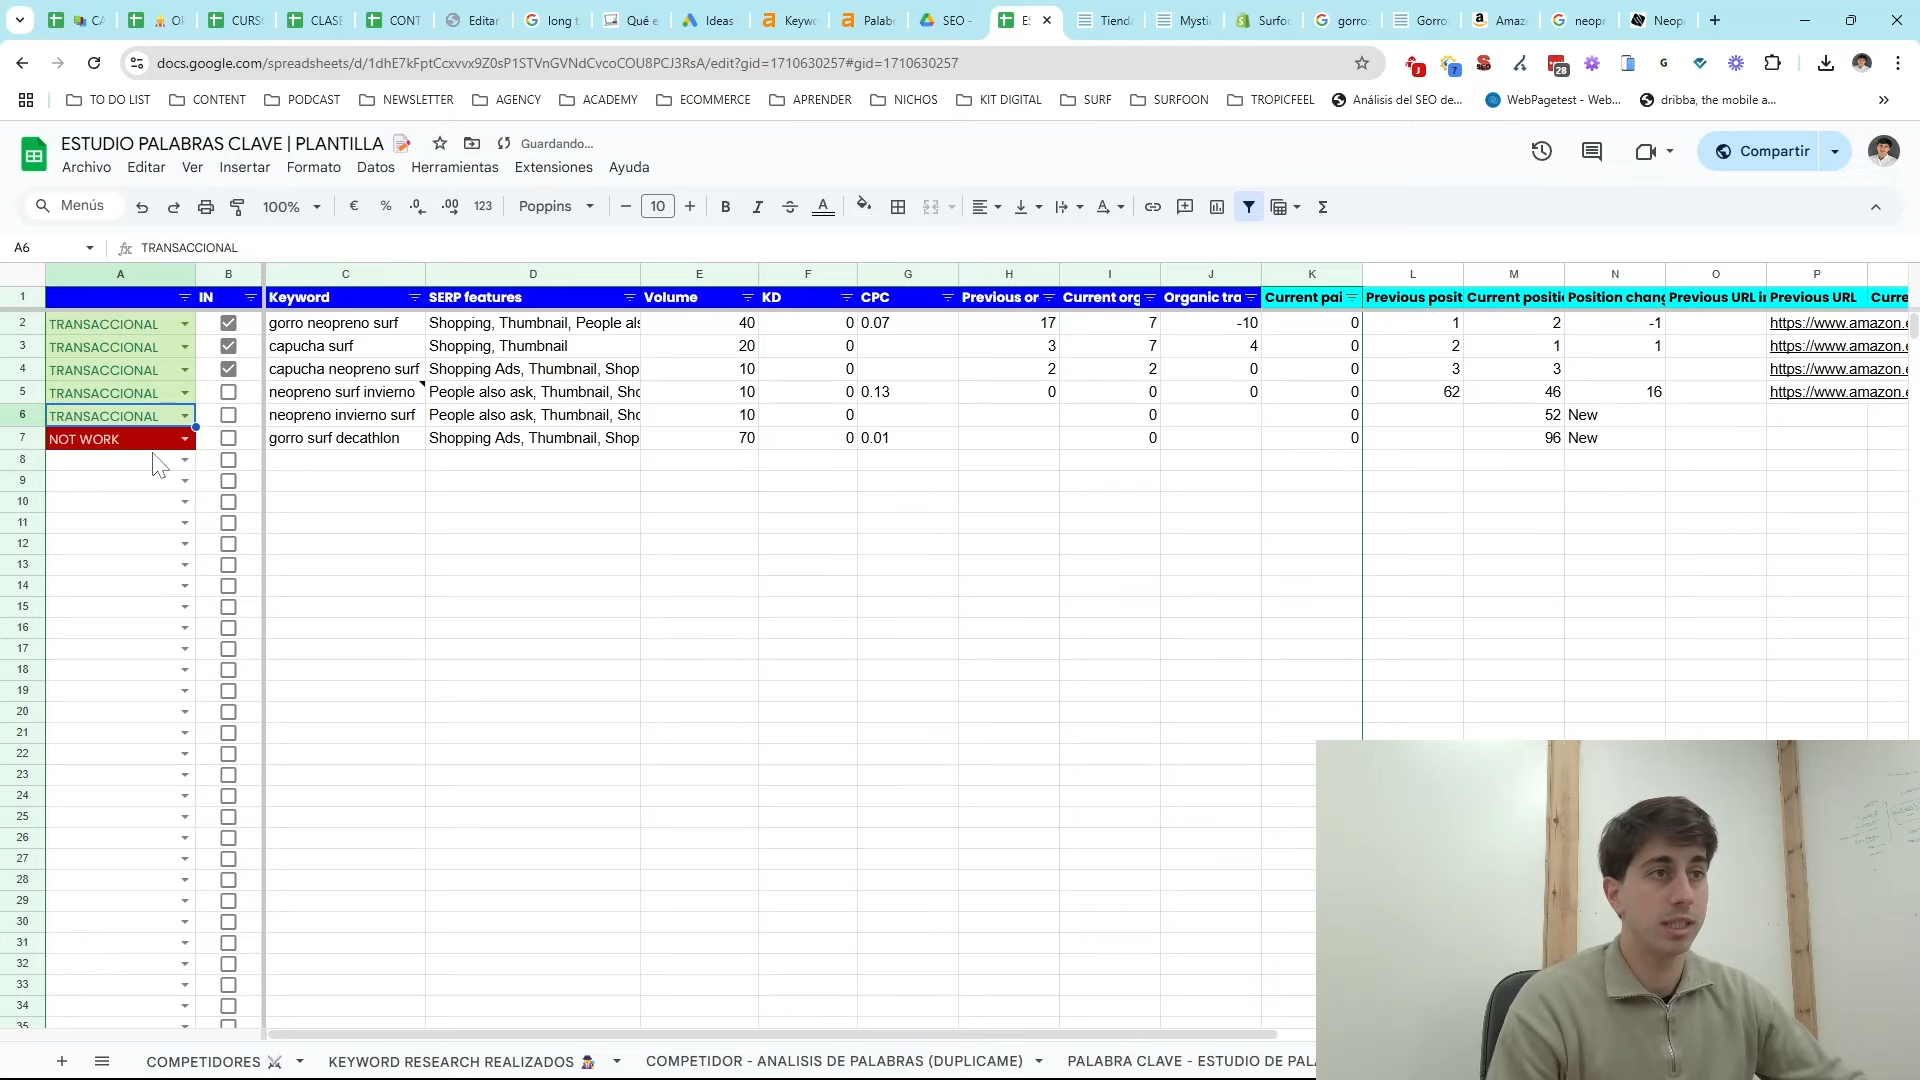 CA
OP
CURS
CLASE
CONT
Editar
long t
Qué e
Ideas
Keywo
Palab
SEO -
ES
Tiend
Mysti
Surfo
gorro
Gorro
Amaz
neopr
Neop
docs.google.com/spreadsheets/d/1dhE7kFptCcxvvx9Z0sP1STVnGVNdCvcoCOU8PCJ3RsA/edit?gid=1710630257#gid=1710630257
TO DO LIST CONTENT PODCAST NEWSLETTER AGENCY ACADEMY ECOMMERCE APRENDER NICHOS KIT DIGITAL SURF SURFOON TROPICFEEL Análisis del SEO de... WebPagetest - Web... dribba, the mobile a...
ESTUDIO PALABRAS CLAVE | PLANTILLA Guardando...
Archivo Editar Ver Insertar Formato Datos Herramientas Extensiones Ayuda
Compartir
Menús 100% € % .0 .00 123 Poppins 10 B I A
A6 TRANSACCIONAL
A B C D E F G H I J K L M N O P
1 IN Keyword SERP features Volume KD CPC Previous or Current org Organic tra Current pai Previous posit Current positi Position chang Previous URL i Previous URL Curre
2 TRANSACCIONAL gorro neopreno surf Shopping, Thumbnail, People als 40 0 0.07 17 7 -10 0 1 2 -1 https://www.amazon.e
3 TRANSACCIONAL capucha surf Shopping, Thumbnail 20 0 3 7 4 0 2 1 1 https://www.amazon.e
4 TRANSACCIONAL capucha neopreno surf Shopping Ads, Thumbnail, Shop 10 0 2 2 0 0 3 3 https://www.amazon.e
5 TRANSACCIONAL neopreno surf invierno People also ask, Thumbnail, Sho 10 0 0.13 0 0 0 0 62 46 16 https://www.amazon.e
6 TRANSACCIONAL neopreno invierno surf People also ask, Thumbnail, Sho 10 0 0 0 52 New
7 NOT WORK gorro surf decathlon Shopping Ads, Thumbnail, Shop 70 0 0.01 0 0 96 New
8
9
10
11
12
13
14
15
16
17
18
19
20
21
22
23
24
25
26
27
28
29
30
31
32
33
34
35
COMPETIDORES KEYWORD RESEARCH REALIZADOS COMPETIDOR - ANALISIS DE PALABRAS (DUPLICAME) PALABRA CLAVE - ESTUDIO DE PAL